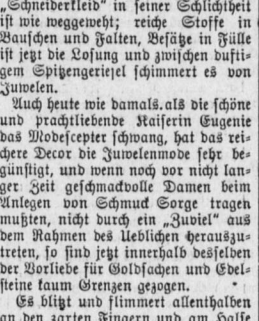 „Schneiderkleid“ in seiner Schlichtheit
ist wie weggeweht; reiche Stoffe in
Bauschen und Falten, Besätze in Fülle
ist jetzt die Losung und zwischen dufti-
gem Spitzengeriesel schimmert es von
Juwelen.
Auch heute wie damals.als die schöne
und prachtliebende Kaiserin Eugenie
das Modescepter schwang, hat das rei-
chere Decor die Juwelenmode sehr be-
günstigt, und wenn noch vor nicht lan-
ger Zeit geschmackvolle Damen beim
Anlegen von Schmuck Sorge tragen
mußten, nicht durch ein „Zuviel“ aus
dem Rahmen des Ueblichen herauszu-
treten, so sind jetzt innerhalb desselben
der Vorliebe für Goldsachen und Edel-
steine kaum Grenzen gezogen.
Es blitzt und flimmert allenthalben
an den zarten Fingern und am Halse